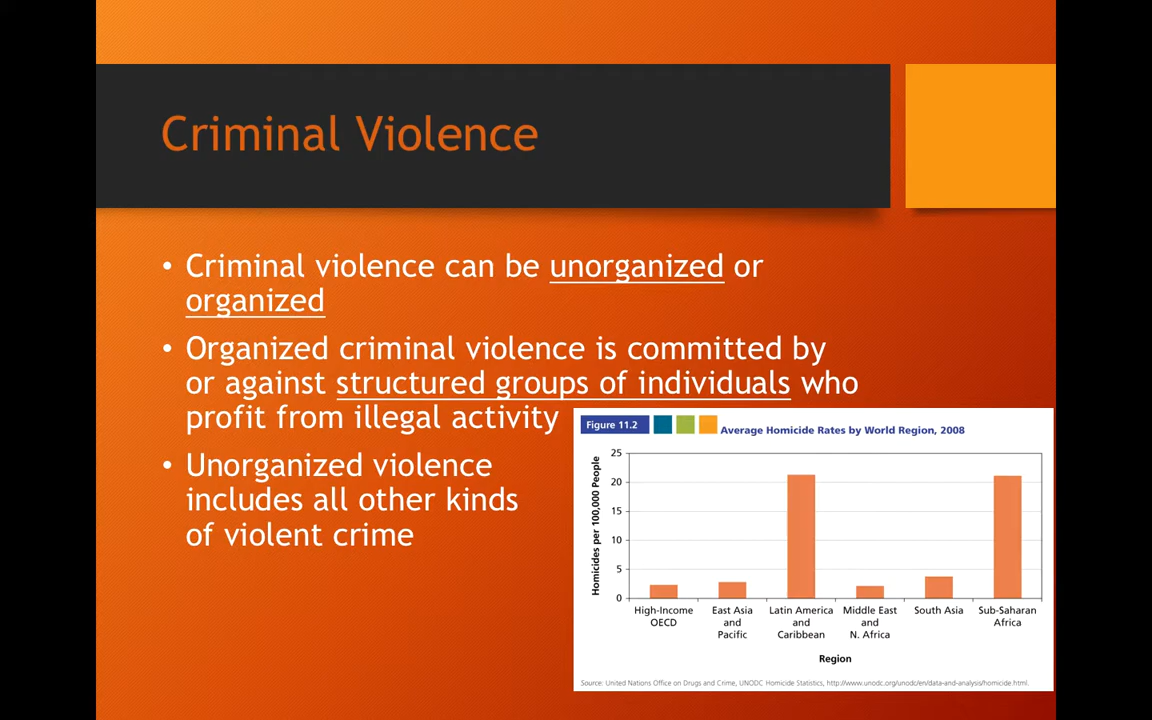 Criminal Violence
• Criminal violence can be unorganized or
organized
• Organized criminal violence is committed by
or against structured groups of individuals who
profit from illegal activity
• Unorganized violence
includes all other kinds
of violent crime
Figure 11.2
Average Homicide Rates by World Region, 2008
Homicides per 100,000 People
25
20
15
10
5
0
High-Income
OECD
East Asia
and
Pacific
Latin America
and
Caribbean
Middle East
and
N. Africa
South Asia
Sub-Saharan
Africa
Region
Source: United Nations Office on Drugs and Crime, UNODC Homicide Statistics, http://www.unodc.org/unodc/en/data-and-analysis/homicide.html.